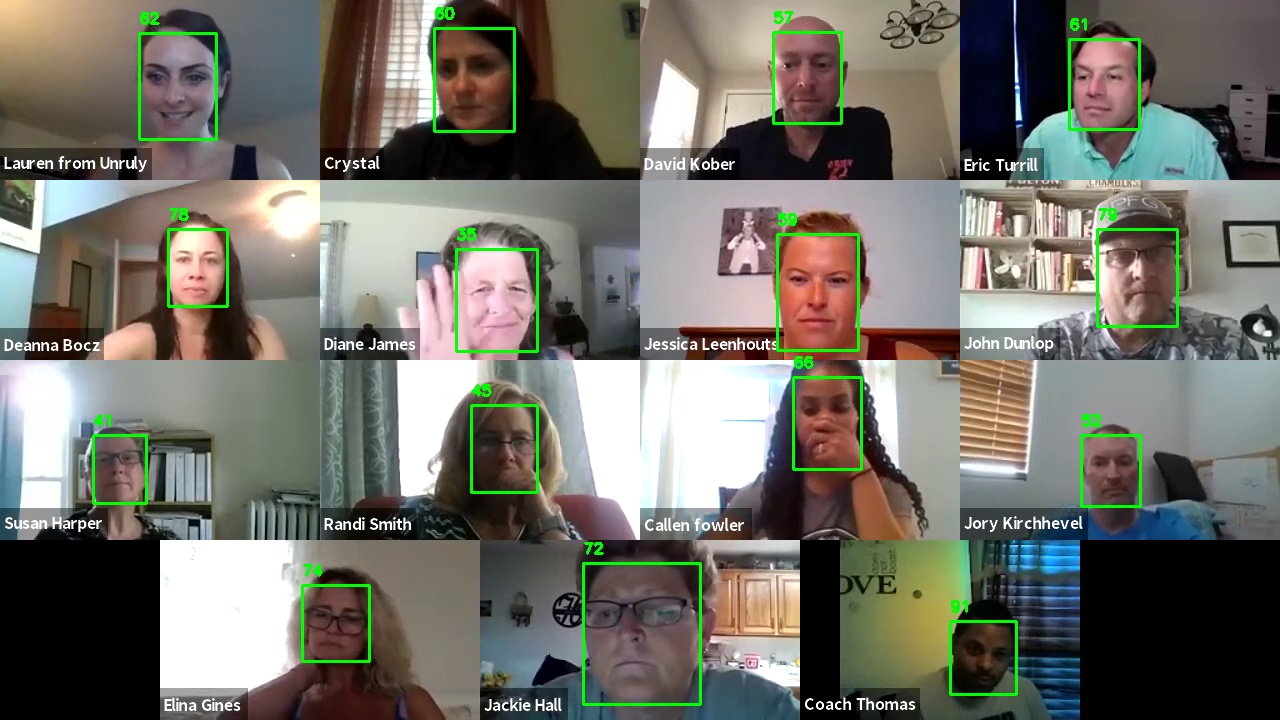 62
60
57
61
Lauren from Unruly
Crystal
David Kober
Eric Turrill
78
35
59
79
Deanna Bocz
Diane James
Jessica Leenhouts
John Dunlop
41
45
66
52
Susan Harper
Randi Smith
Callen fowler
Jory Kirchhevel
74
72
91
OVE
Elina Gines
Jackie Hall
Coach Thomas